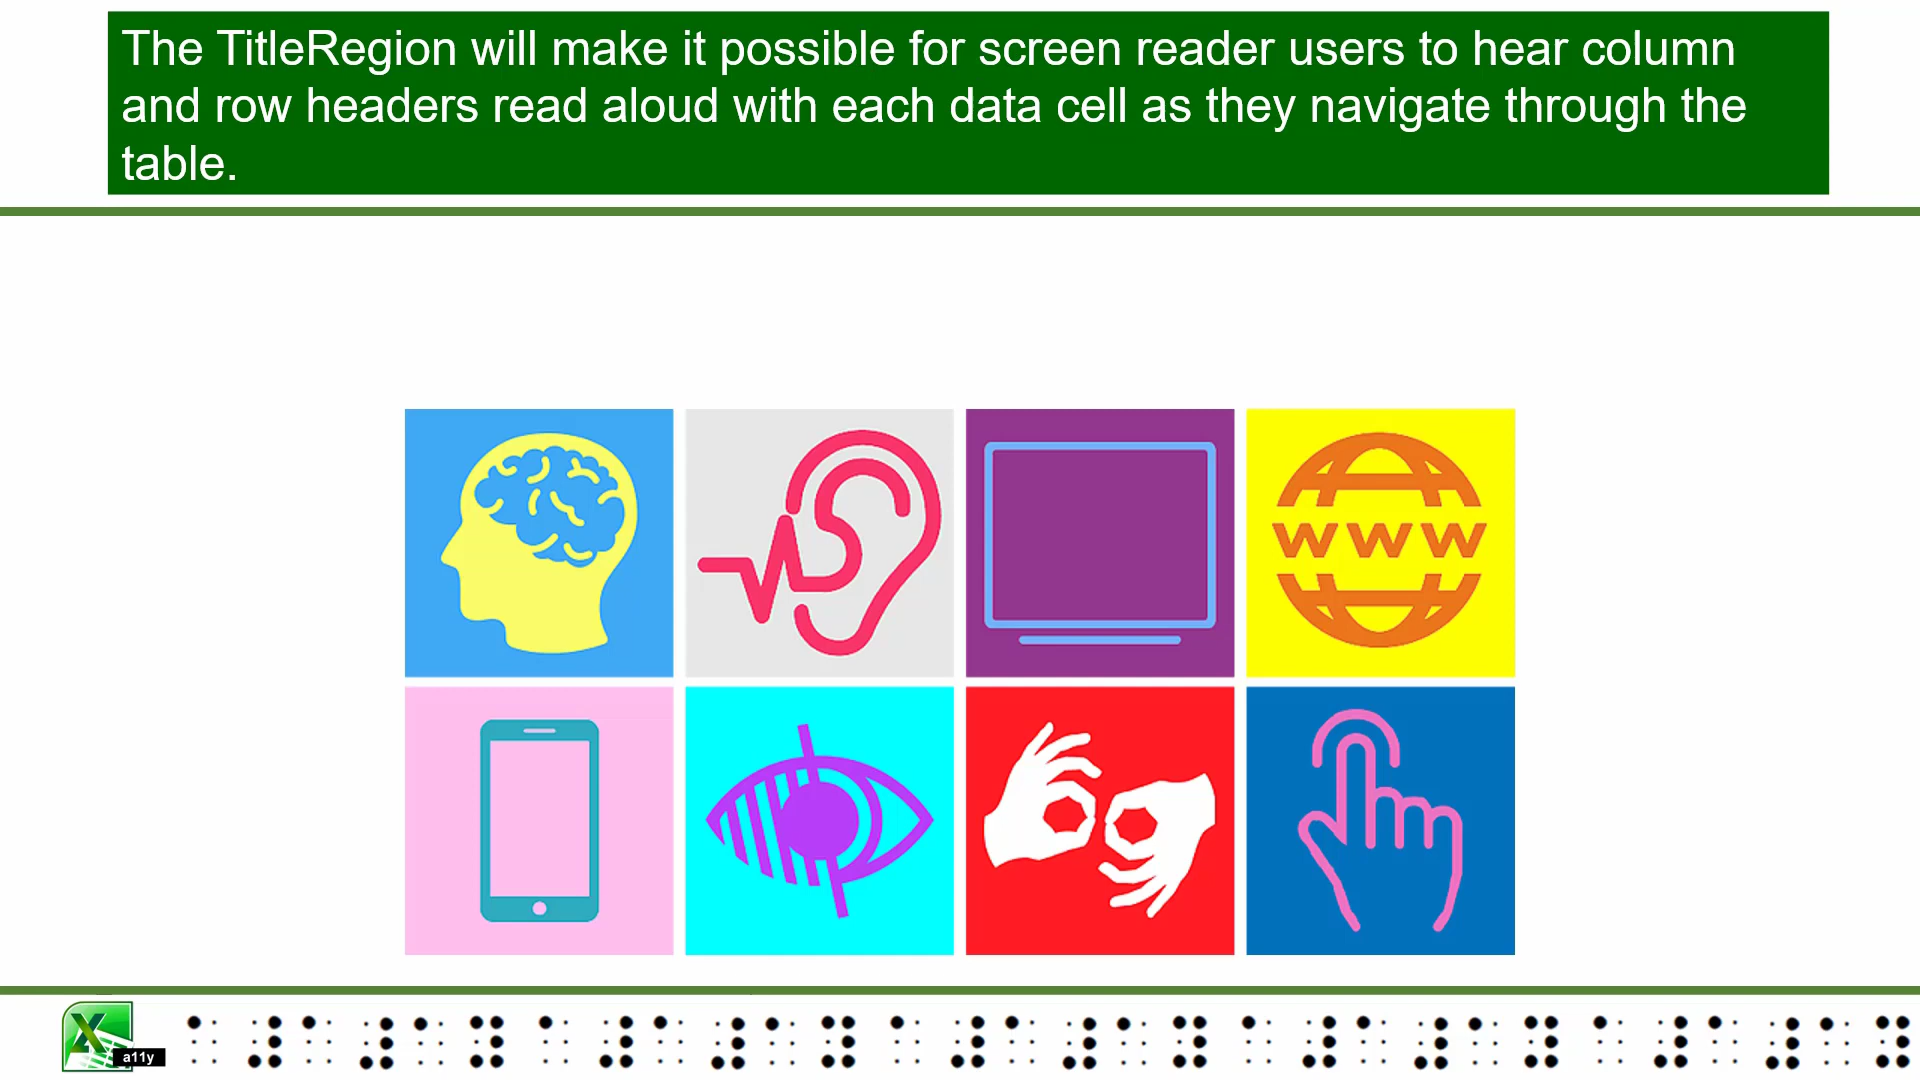 The TitleRegion will make it possible for screen reader users to hear column
and row headers read aloud with each data cell as they navigate through the
table.
www
X
a11y